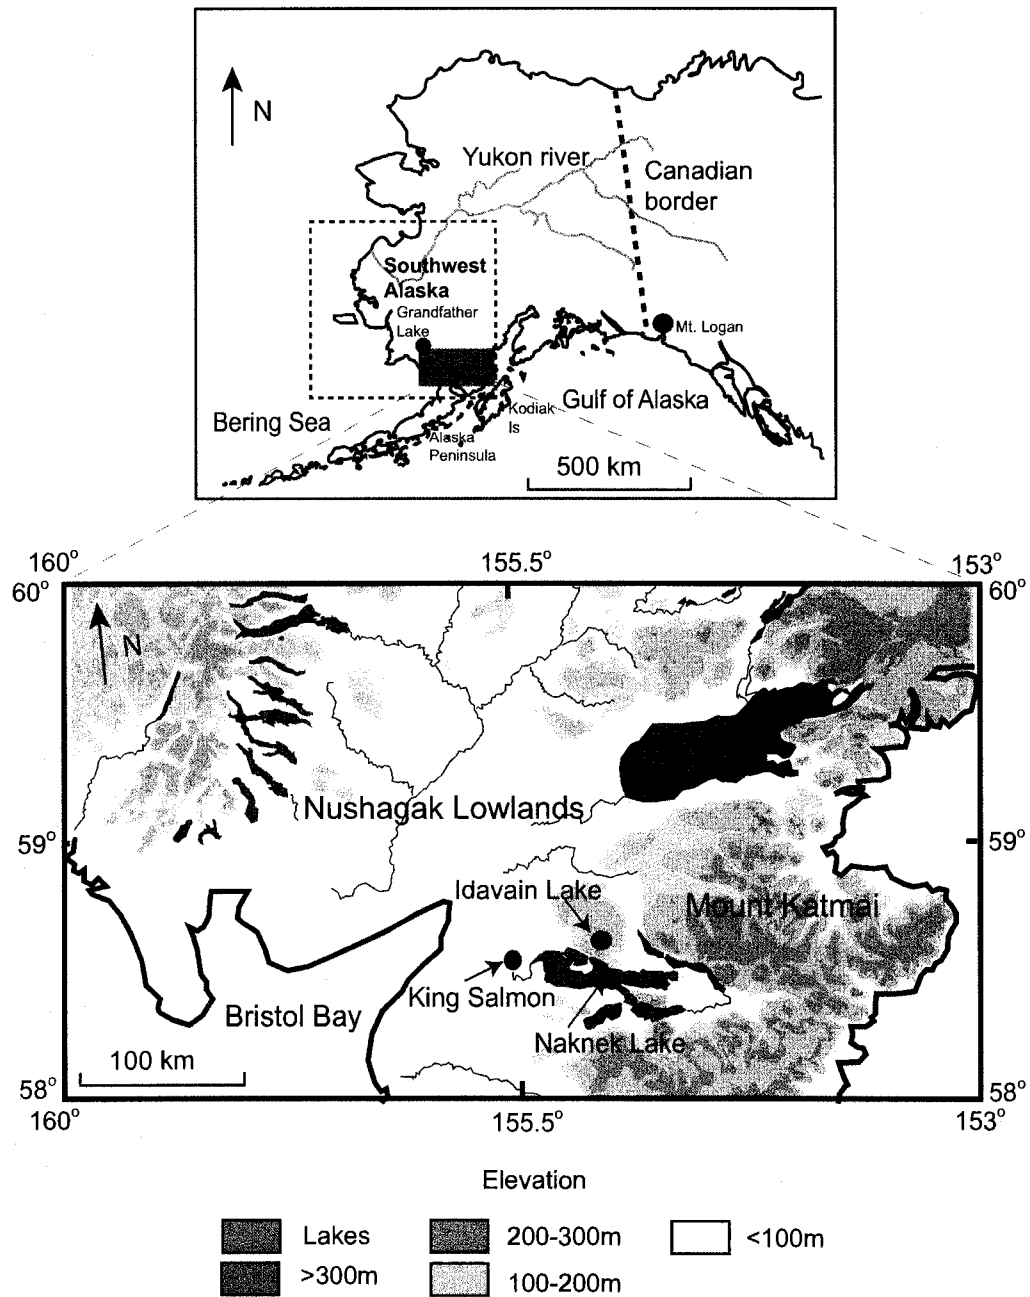 N
Yukon river
Canadian
border
Southwest
Alaska
Grandfather
Lake
Mt. Logan
Bering Sea
Kodiak
Is
Gulf of Alaska
Alaska
Peninsula
500 km
160° 155.5° 153°
60° 60°
N
Nushagak Lowlands
59° 59°
Idavain Lake
Mount Katmai
King Salmon
Bristol Bay
Naknek Lake
100 km
58° 58°
160° 155.5° 153°
Elevation
Lakes 200-300m <100m
>300m 100-200m